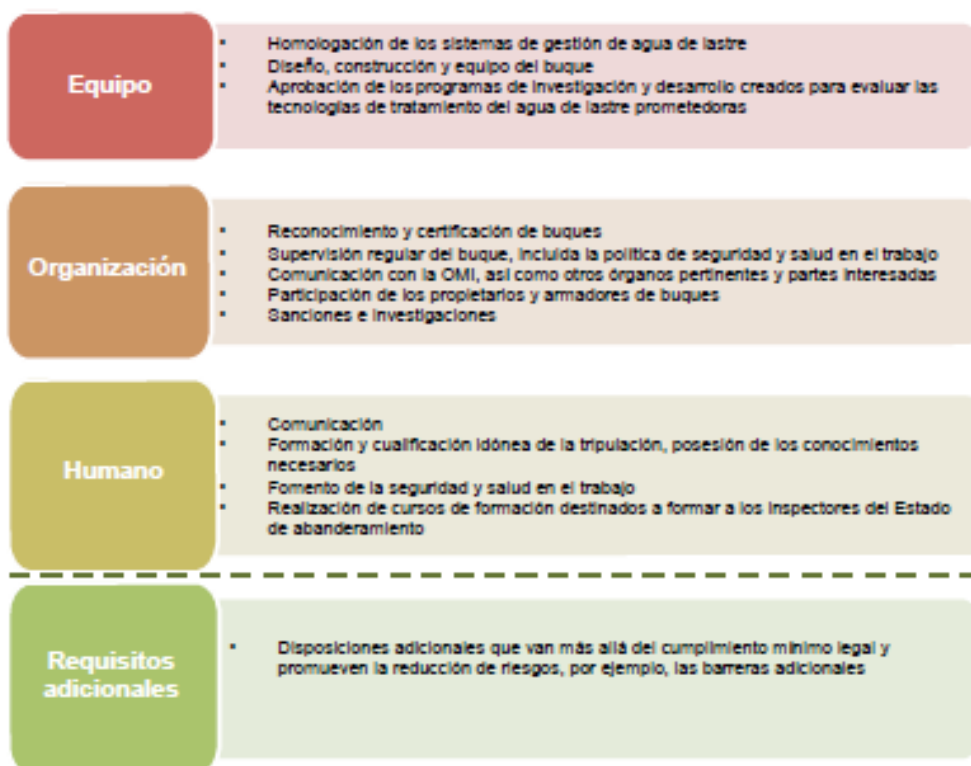 Equipo
▪ Homologación de los sistemas de gestión de agua de lastre
▪ Diseño, construcción y equipo del buque
▪ Aprobación de los programas de investigación y desarrollo creados para evaluar las
tecnologías de tratamiento del agua de lastre prometedoras
Organización
▪ Reconocimiento y certificación de buques
▪ Supervisión regular del buque, incluida la política de seguridad y salud en el trabajo
▪ Comunicación con la OMI, así como otros órganos pertinentes y partes interesadas
▪ Participación de los propietarios y armadores de buques
▪ Sanciones e investigaciones
Humano
▪ Comunicación
▪ Formación y cualificación idónea de la tripulación, posesión de los conocimientos
necesarios
▪ Fomento de la seguridad y salud en el trabajo
▪ Realización de cursos de formación destinados a formar a los inspectores del Estado
de abanderamiento
Requisitos
adicionales
▪ Disposiciones adicionales que van más allá del cumplimiento mínimo legal y
promueven la reducción de riesgos, por ejemplo, las barreras adicionales